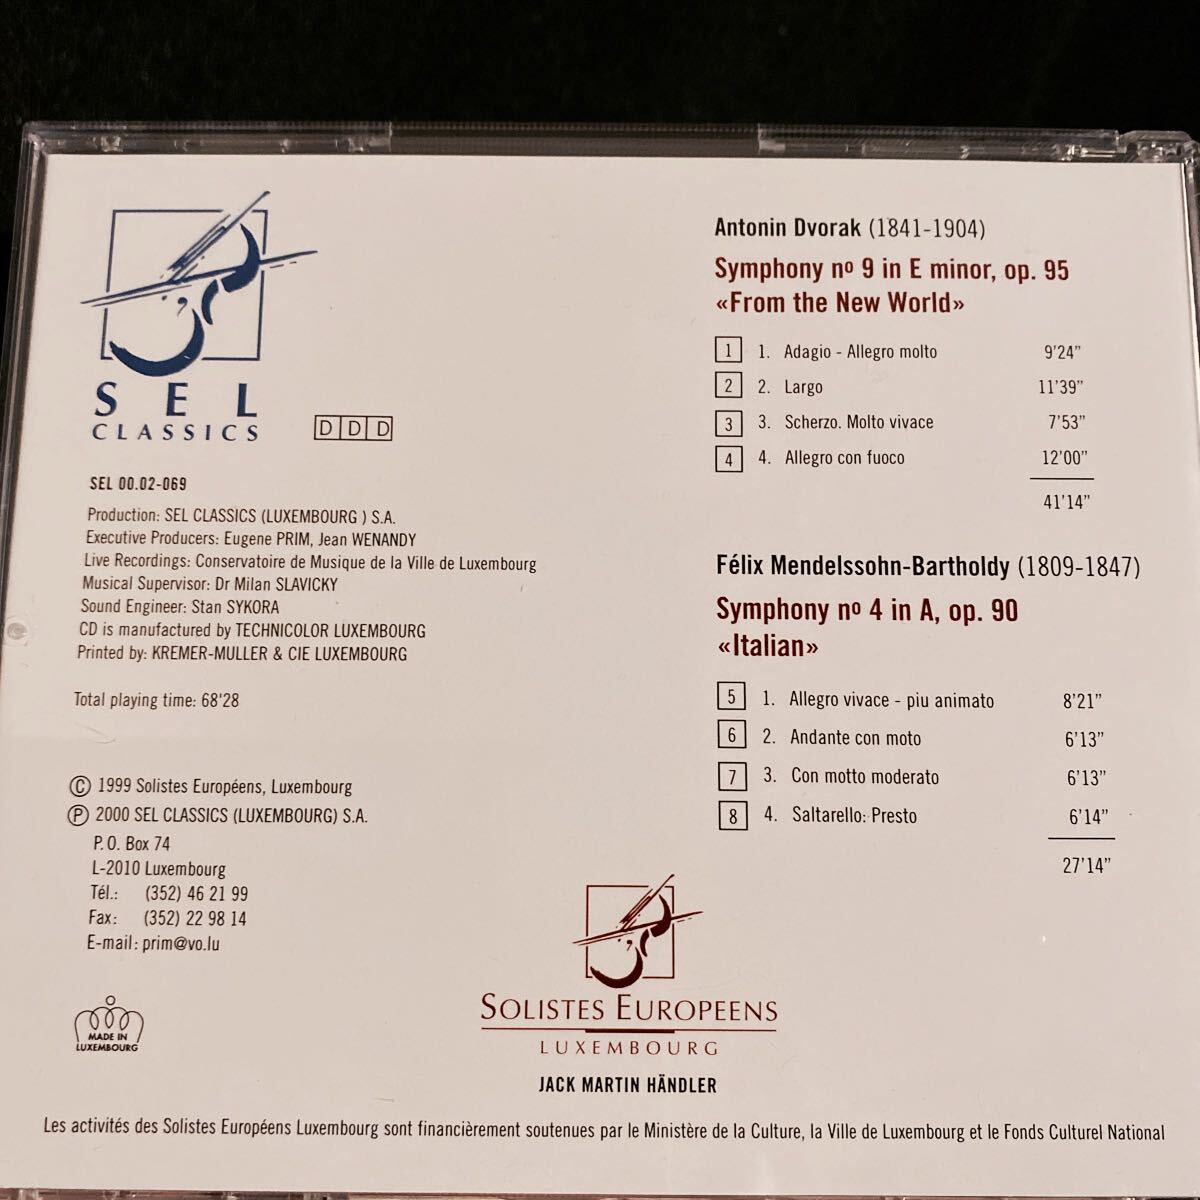 SEL
CLASSICS
DDD
SEL 00.02-069
Production: SEL CLASSICS (LUXEMBOURG ) S.A.
Executive Producers: Eugene PRIM, Jean WENANDY
Live Recordings: Conservatoire de Musique de la Ville de Luxembourg
Musical Supervisor: Dr Milan SLAVICKY
Sound Engineer: Stan SYKORA
CD is manufactured by TECHNICOLOR LUXEMBOURG
Printed by: KREMER-MULLER & CIE LUXEMBOURG
Total playing time: 68'28
© 1999 Solistes Européens, Luxembourg
℗ 2000 SEL CLASSICS (LUXEMBOURG) S.A.
P.O. Box 74
L-2010 Luxembourg
Tél.: (352) 46 21 99
Fax: (352) 22 98 14
E-mail: prim@vo.lu
MADE IN
LUXEMBOURG
Antonin Dvorak (1841-1904)
Symphony nº 9 in E minor, op. 95
«From the New World»
1 1. Adagio - Allegro molto 9'24”
2 2. Largo 11'39”
3 3. Scherzo. Molto vivace 7'53”
4 4. Allegro con fuoco 12'00”
41'14”
Félix Mendelssohn-Bartholdy (1809-1847)
Symphony nº 4 in A, op. 90
«Italian»
5 1. Allegro vivace - piu animato 8'21”
6 2. Andante con moto 6'13”
7 3. Con motto moderato 6'13”
8 4. Saltarello: Presto 6'14”
27'14”
SOLISTES EUROPEENS
LUXEMBOURG
JACK MARTIN HÄNDLER
Les activités des Solistes Européens Luxembourg sont financièrement soutenues par le Ministère de la Culture, la Ville de Luxembourg et le Fonds Culturel National